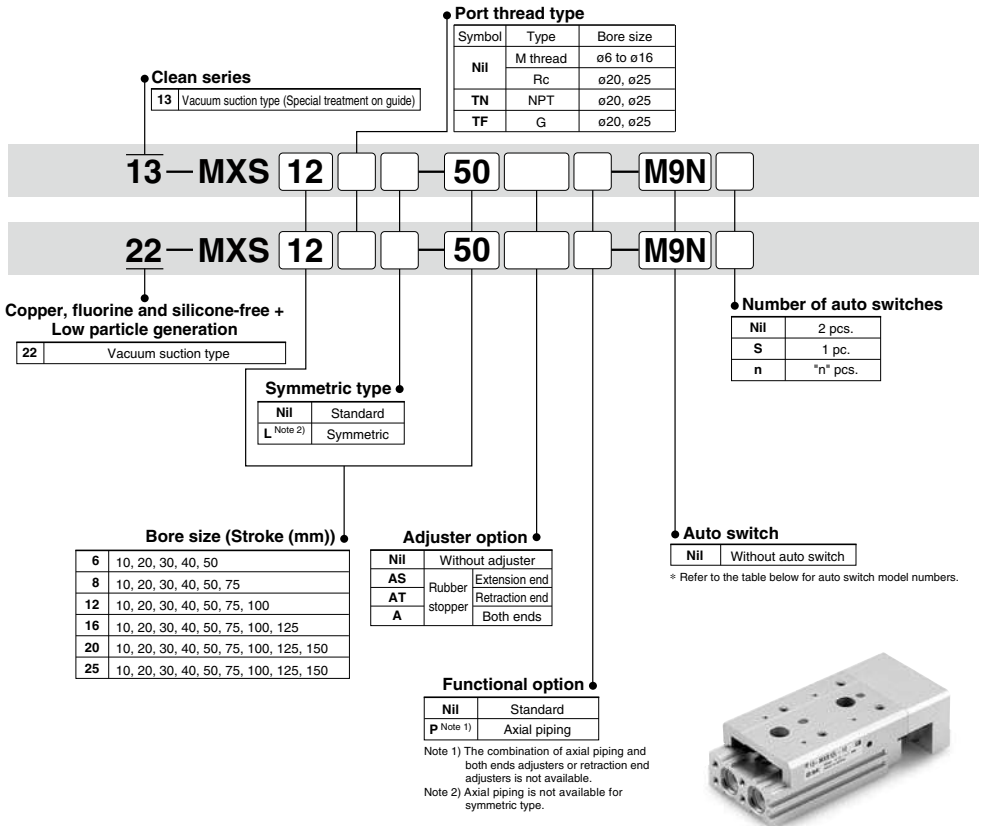 Port thread type
Symbol Type Bore size
Nil M thread ø6 to ø16
Rc ø20, ø25
TN NPT ø20, ø25
TF G ø20, ø25
Clean series
13 Vacuum suction type (Special treatment on guide)
13 — MXS 12 — 50 — M9N
22 — MXS 12 — 50 — M9N
Copper, fluorine and silicone-free +
Low particle generation
22 Vacuum suction type
Number of auto switches
Nil 2 pcs.
S 1 pc.
n "n" pcs.
Symmetric type
Nil Standard
L Note 2) Symmetric
Bore size (Stroke (mm))
6 10, 20, 30, 40, 50
8 10, 20, 30, 40, 50, 75
12 10, 20, 30, 40, 50, 75, 100
16 10, 20, 30, 40, 50, 75, 100, 125
20 10, 20, 30, 40, 50, 75, 100, 125, 150
25 10, 20, 30, 40, 50, 75, 100, 125, 150
Adjuster option
Nil Without adjuster
AS Rubber stopper Extension end
AT Retraction end
A Both ends
Auto switch
Nil Without auto switch
* Refer to the table below for auto switch model numbers.
Functional option
Nil Standard
P Note 1) Axial piping
Note 1) The combination of axial piping and
both ends adjusters or retraction end
adjusters is not available.
Note 2) Axial piping is not available for
symmetric type.